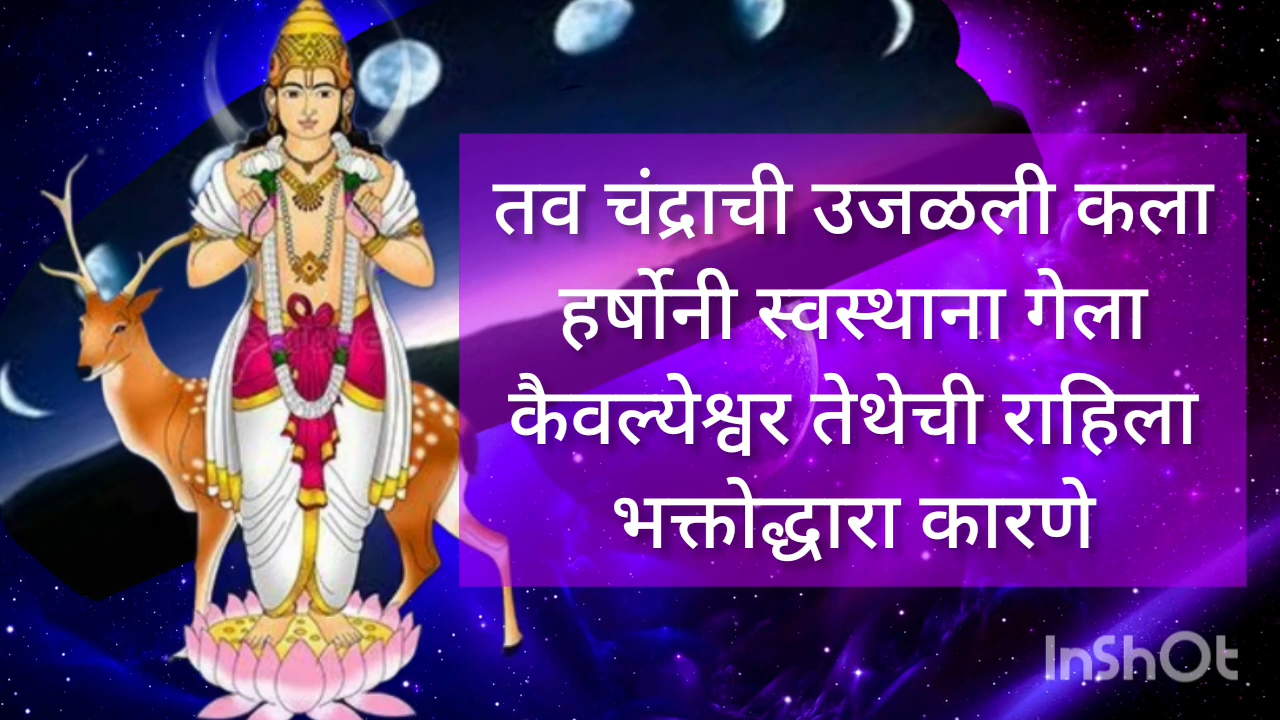 तव चंद्राची उजळली कला
हर्षोनी स्वस्थाना गेला
कैवल्येश्वर तेथेची राहिला
भक्तोद्धारा कारणे
InShOt